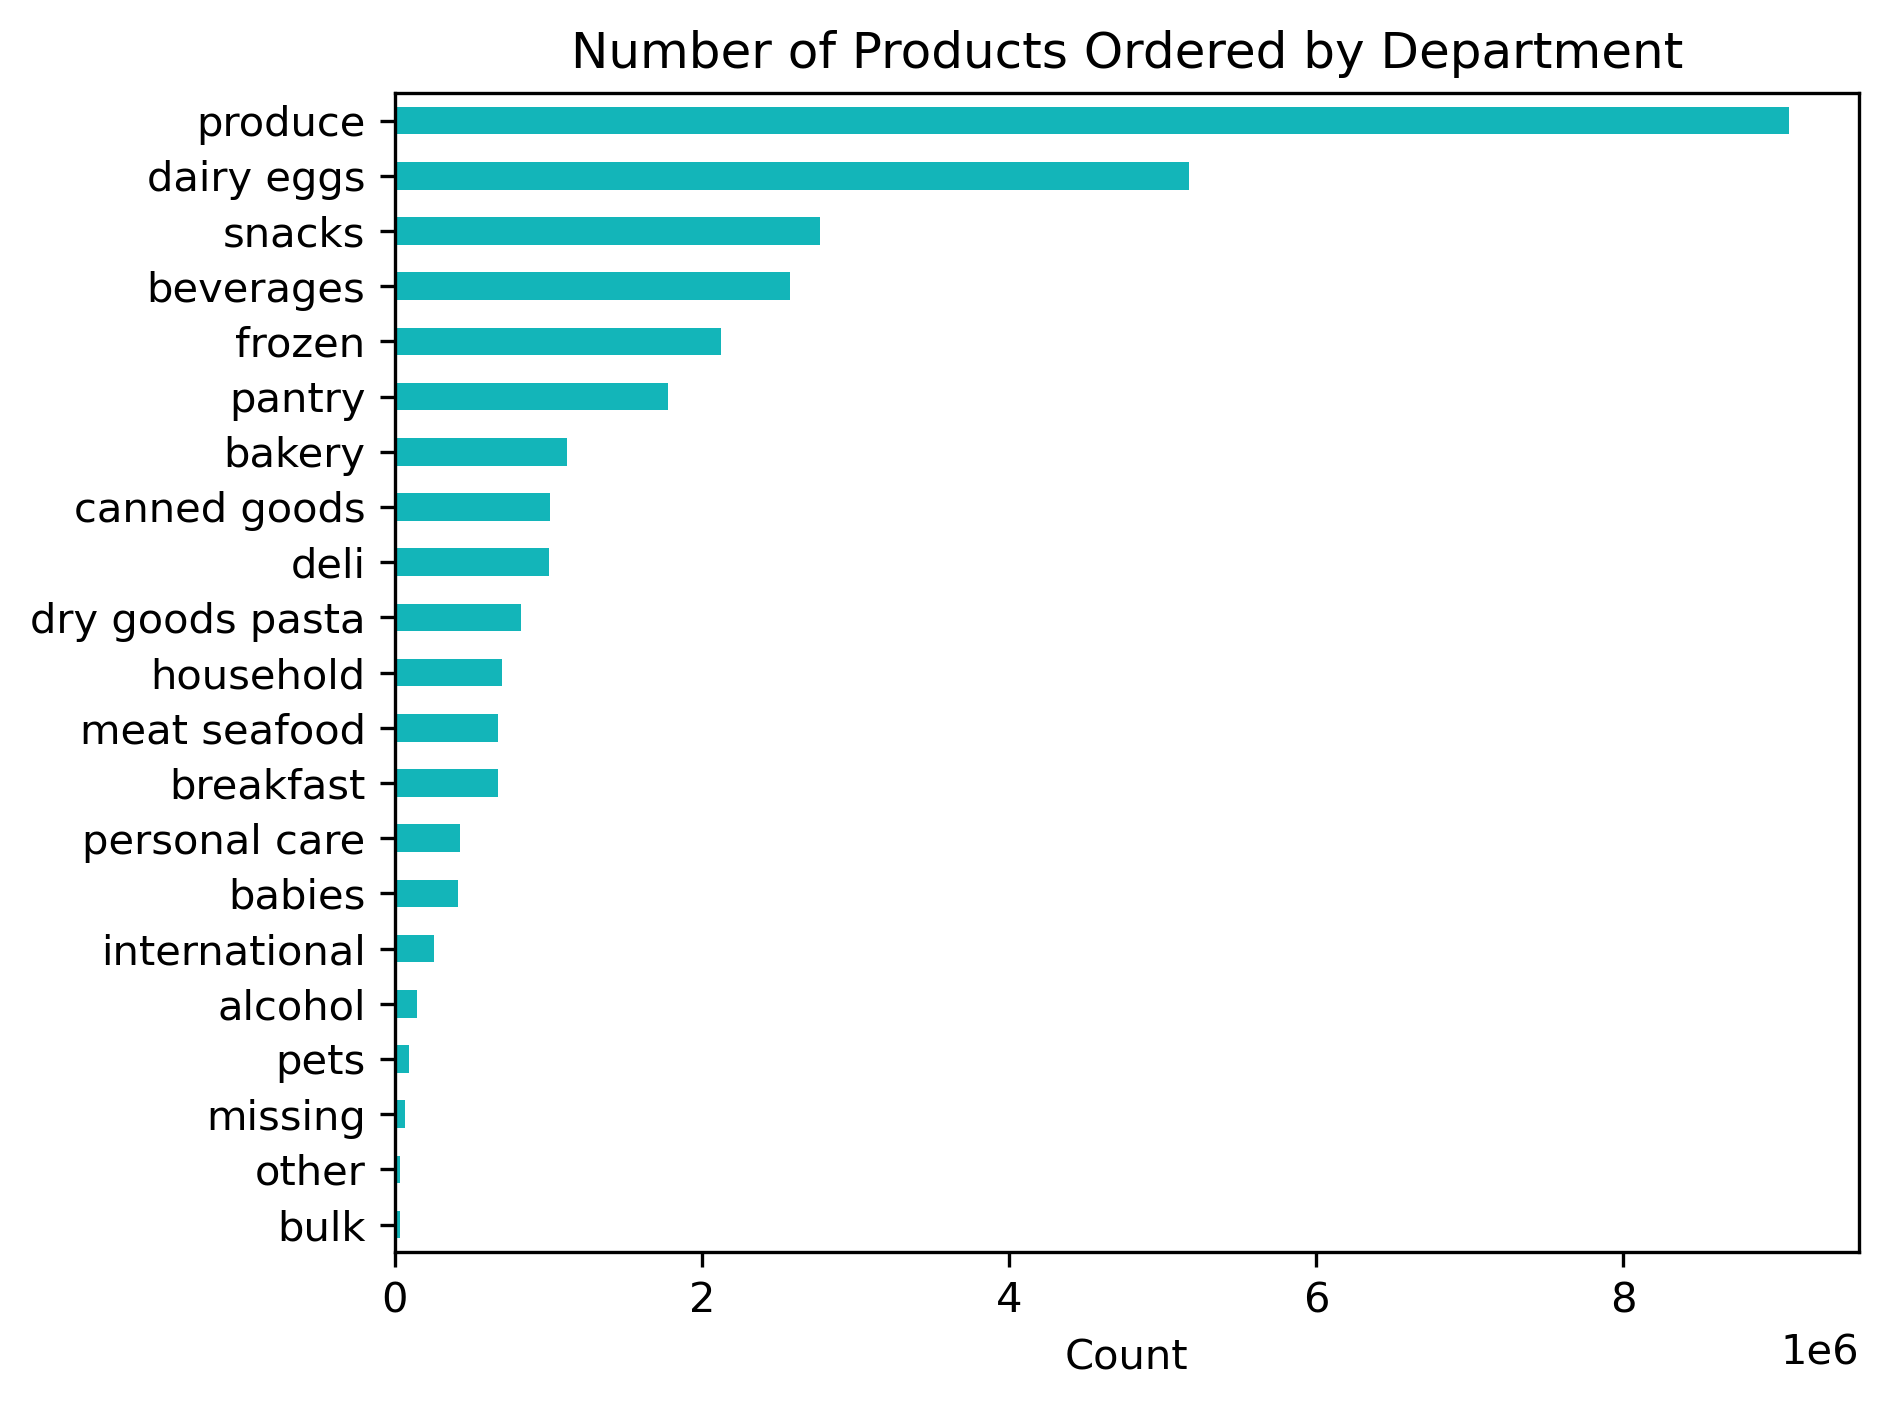 Number of Products Ordered by Department
produce
dairy eggs
snacks
beverages
frozen
pantry
bakery
canned goods
deli
dry goods pasta
household
meat seafood
breakfast
personal care
babies
international
alcohol
pets
missing
other
bulk
0 2 4 6 8
Count
1e6